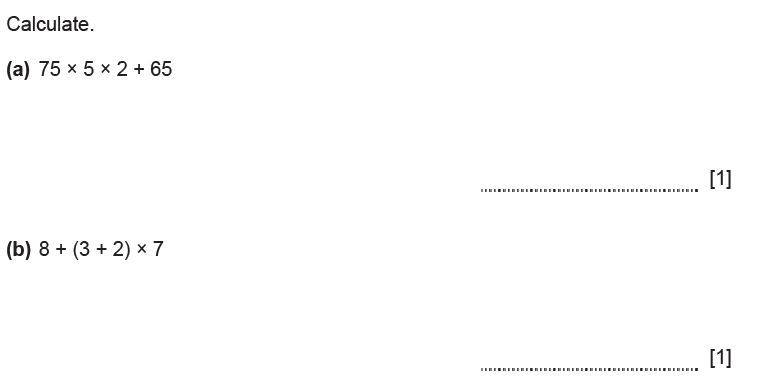 Calculate.
(a) 75 × 5 × 2 + 65
[1]
(b) 8 + (3 + 2) × 7
[1]